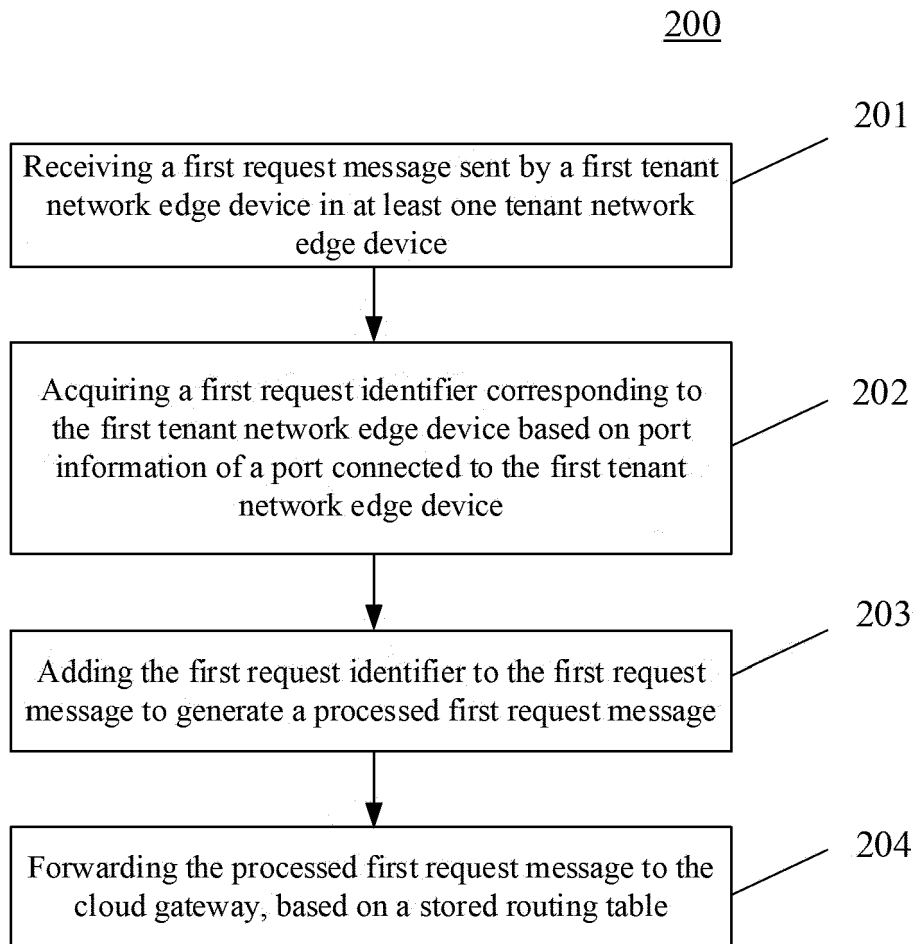 200
201
Receiving a first request message sent by a first tenant
network edge device in at least one tenant network
edge device
202
Acquiring a first request identifier corresponding to
the first tenant network edge device based on port
information of a port connected to the first tenant
network edge device
203
Adding the first request identifier to the first request
message to generate a processed first request message
204
Forwarding the processed first request message to the
cloud gateway, based on a stored routing table